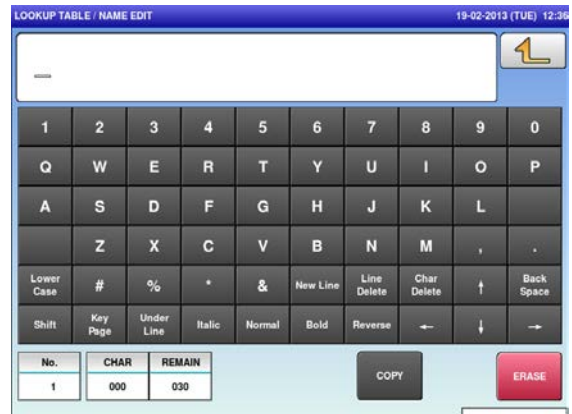 LOOKUP TABLE / NAME EDIT 19-02-2013 (TUE) 12:36
1 2 3 4 5 6 7 8 9 0
Q W E R T Y U I O P
A S D F G H J K L
Z X C V B N M , .
Lower Case # % * & New Line Line Delete Char Delete ↑ Back Space
Shift Key Page Under Line Italic Normal Bold Reverse ← ↓ →
No. CHAR REMAIN
1 000 030
COPY ERASE